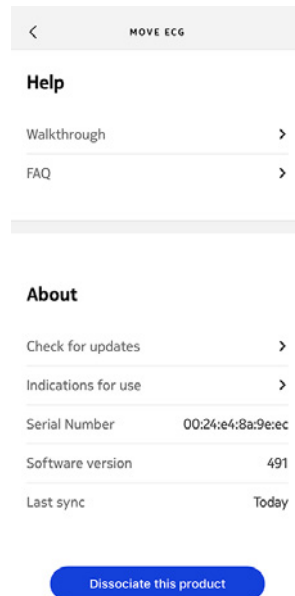 MOVE ECG
Help
Walkthrough
FAQ
About
Check for updates
Indications for use
Serial Number 00:24:e4:8a:9e:ec
Software version 491
Last sync Today
Dissociate this product